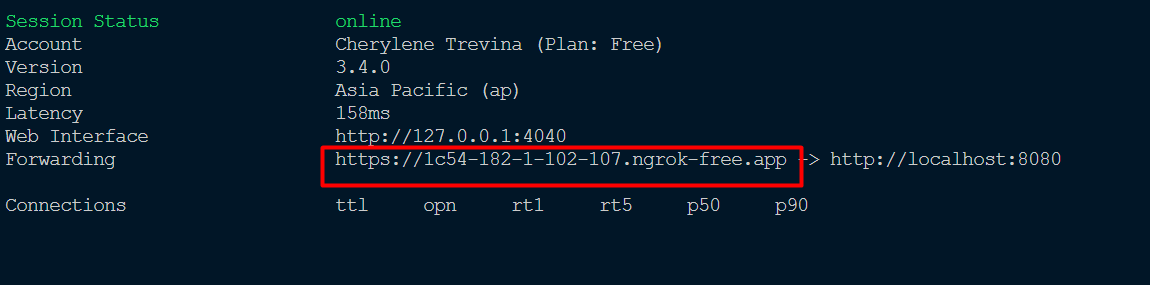 Session Status online
Account Cherylene Trevina (Plan: Free)
Version 3.4.0
Region Asia Pacific (ap)
Latency 158ms
Web Interface http://127.0.0.1:4040
Forwarding https://1c54-182-1-102-107.ngrok-free.app -> http://localhost:8080
Connections ttl opn rt1 rt5 p50 p90